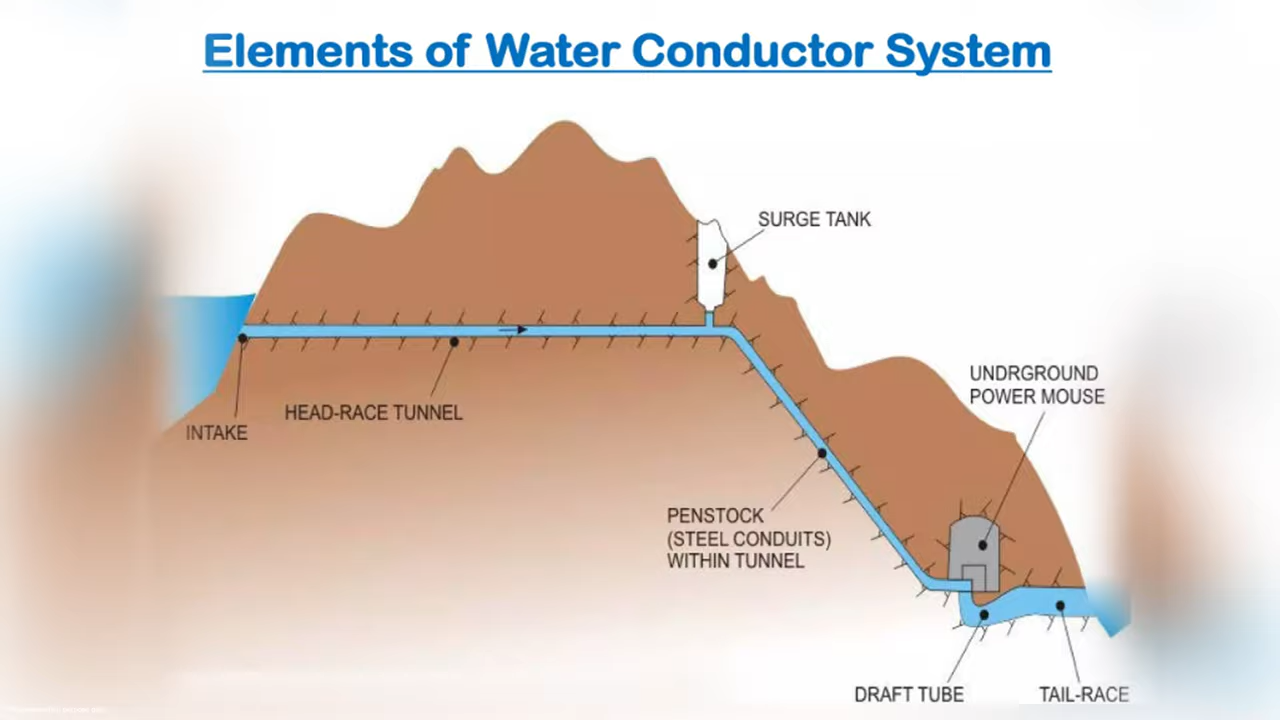 Elements of Water Conductor System
SURGE TANK
UNDRGROUND
POWER MOUSE
HEAD-RACE TUNNEL
INTAKE
PENSTOCK
(STEEL CONDUITS)
WITHIN TUNNEL
DRAFT TUBE
TAIL-RACE